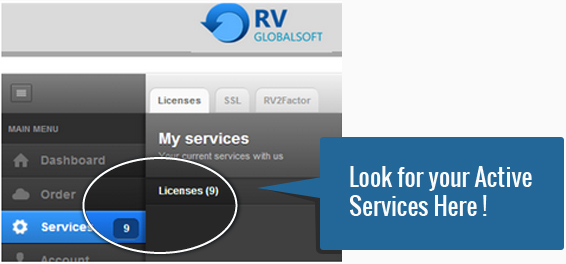 RV
GLOBALSOFT
Licenses SSL RV2Factor
MAIN MENU
My services
Your current services with us
Dashboard
Order
Licenses (9)
Services 9
Account
Look for your Active
Services Here !